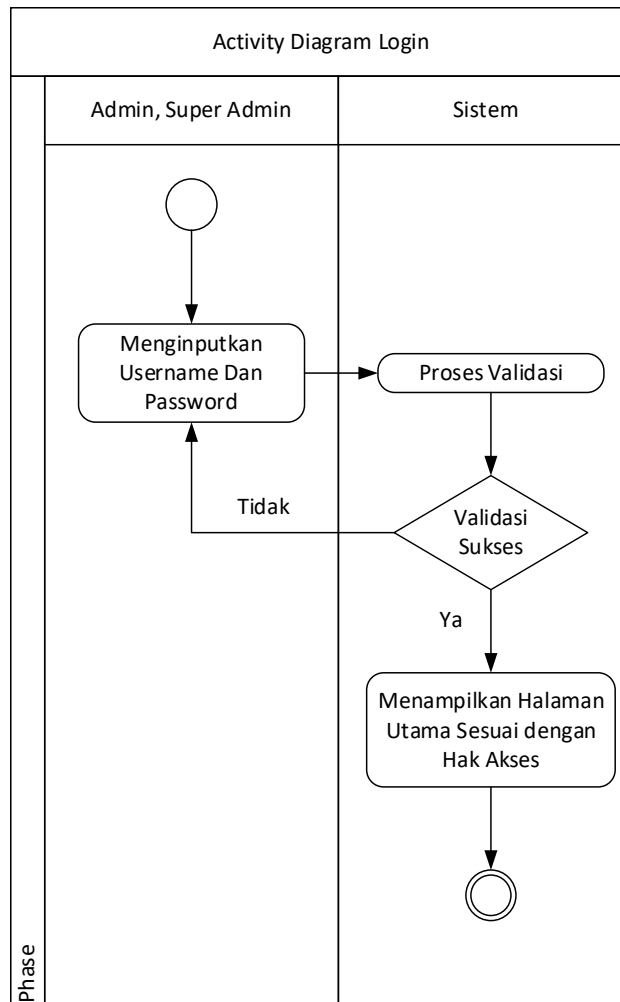 Activity Diagram Login
Admin, Super Admin
Sistem
Menginputkan
Username Dan
Password
Proses Validasi
Tidak
Validasi
Sukses
Ya
Menampilkan Halaman
Utama Sesuai dengan
Hak Akses
Phase